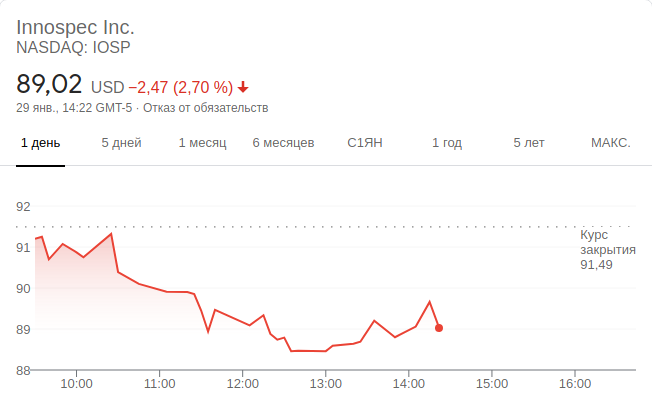 Innospec Inc.
NASDAQ: IOSP
89,02 USD −2,47 (2,70 %)
29 янв., 14:22 GMT-5 · Отказ от обязательств
1 день 5 дней 1 месяц 6 месяцев С1ЯН 1 год 5 лет МАКС.
92
91
90
89
88
Курс
закрытия
91,49
10:00 11:00 12:00 13:00 14:00 15:00 16:00